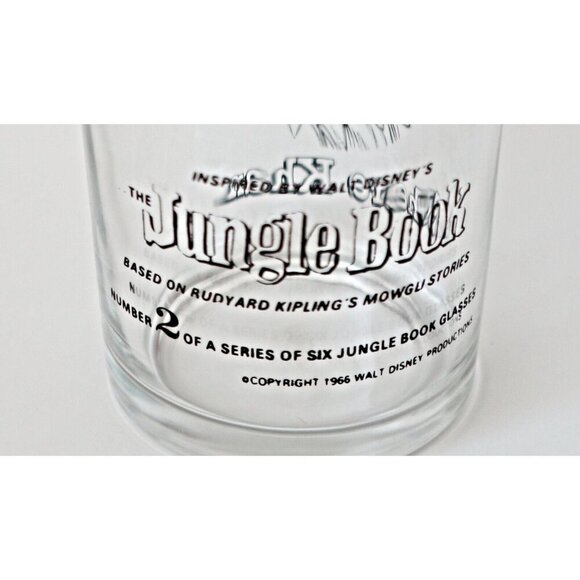 INSPIRED BY WALT DISNEY'S
THE Jungle Book
BASED ON RUDYARD KIPLING'S MOWGLI STORIES
NUMBER 2 OF A SERIES OF SIX JUNGLE BOOK GLASSES
©COPYRIGHT 1966 WALT DISNEY PRODUCTIONS